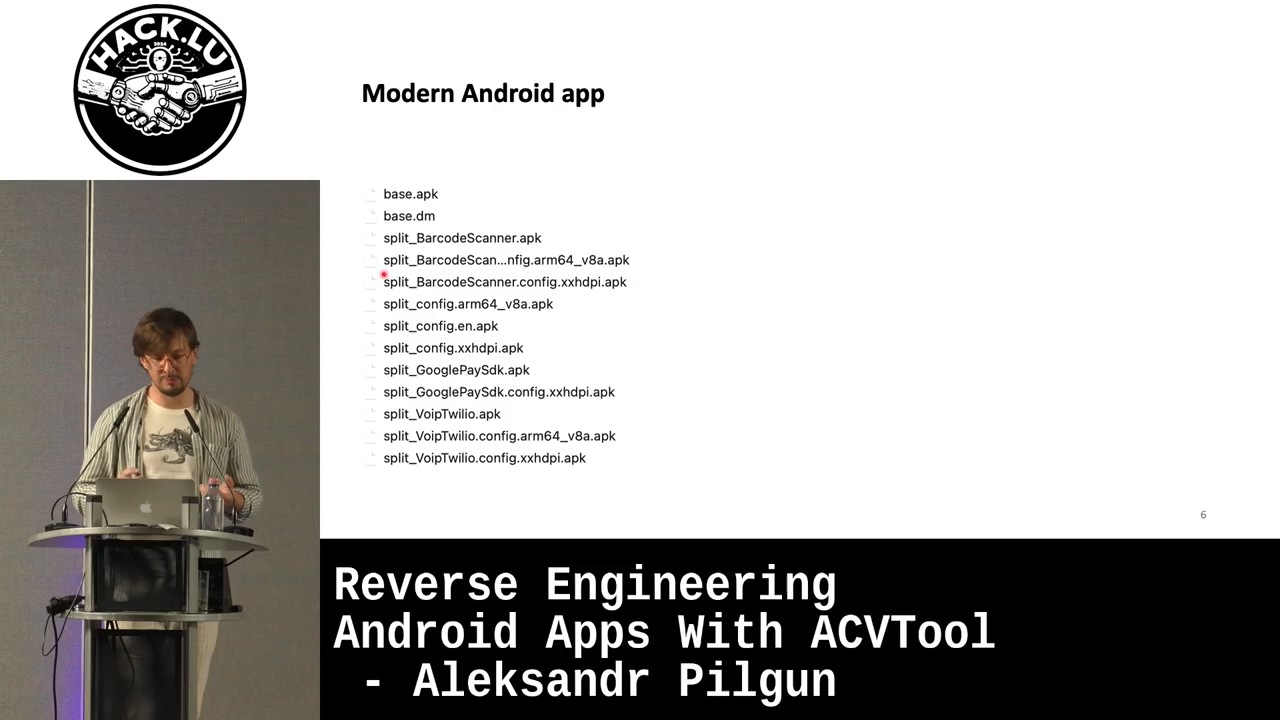 HACK.LU
2024
Modern Android app
base.apk
base.dm
split_BarcodeScanner.apk
split_BarcodeScan...nfig.arm64_v8a.apk
split_BarcodeScanner.config.xxhdpi.apk
split_config.arm64_v8a.apk
split_config.en.apk
split_config.xxhdpi.apk
split_GooglePaySdk.apk
split_GooglePaySdk.config.xxhdpi.apk
split_VoipTwilio.apk
split_VoipTwilio.config.arm64_v8a.apk
split_VoipTwilio.config.xxhdpi.apk
6
Reverse Engineering
Android Apps With ACVTool
- Aleksandr Pilgun